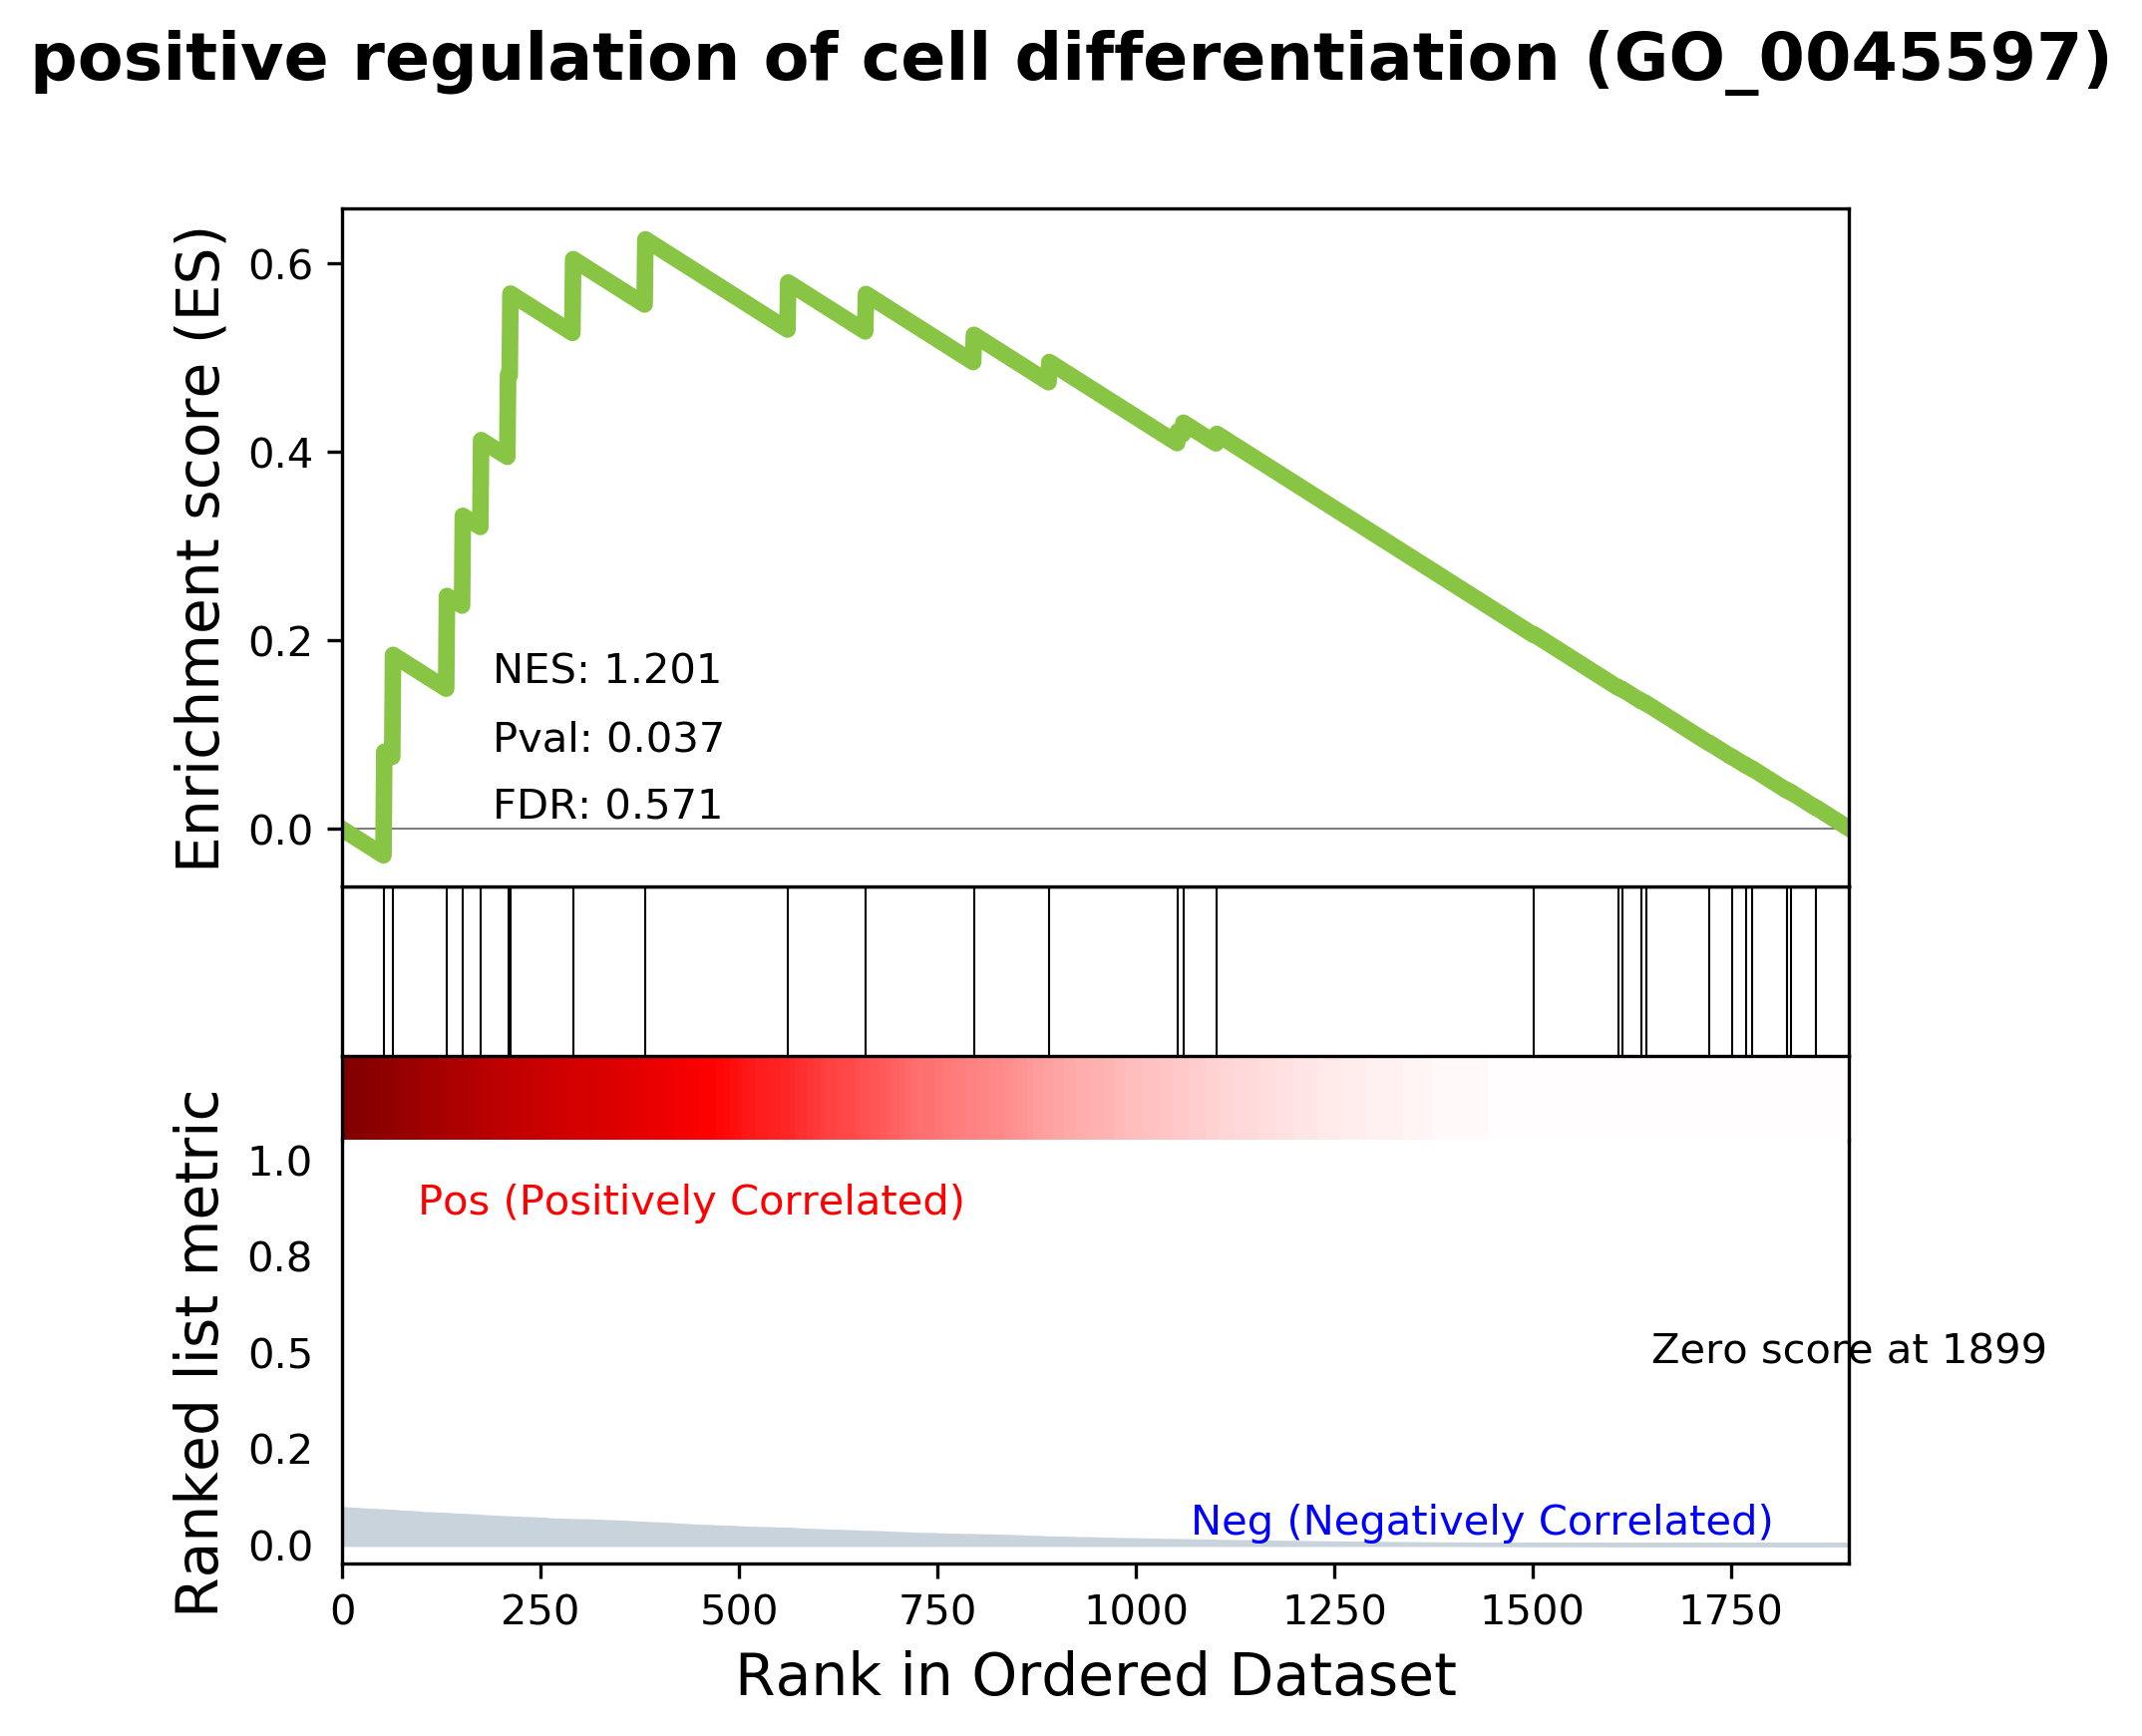 positive regulation of cell differentiation (GO_0045597)
Enrichment score (ES)
0.6
0.4
0.2
0.0
NES: 1.201
Pval: 0.037
FDR: 0.571
Ranked list metric
1.0
0.8
0.5
0.2
0.0
Pos (Positively Correlated)
Zero score at 1899
Neg (Negatively Correlated)
0 250 500 750 1000 1250 1500 1750
Rank in Ordered Dataset